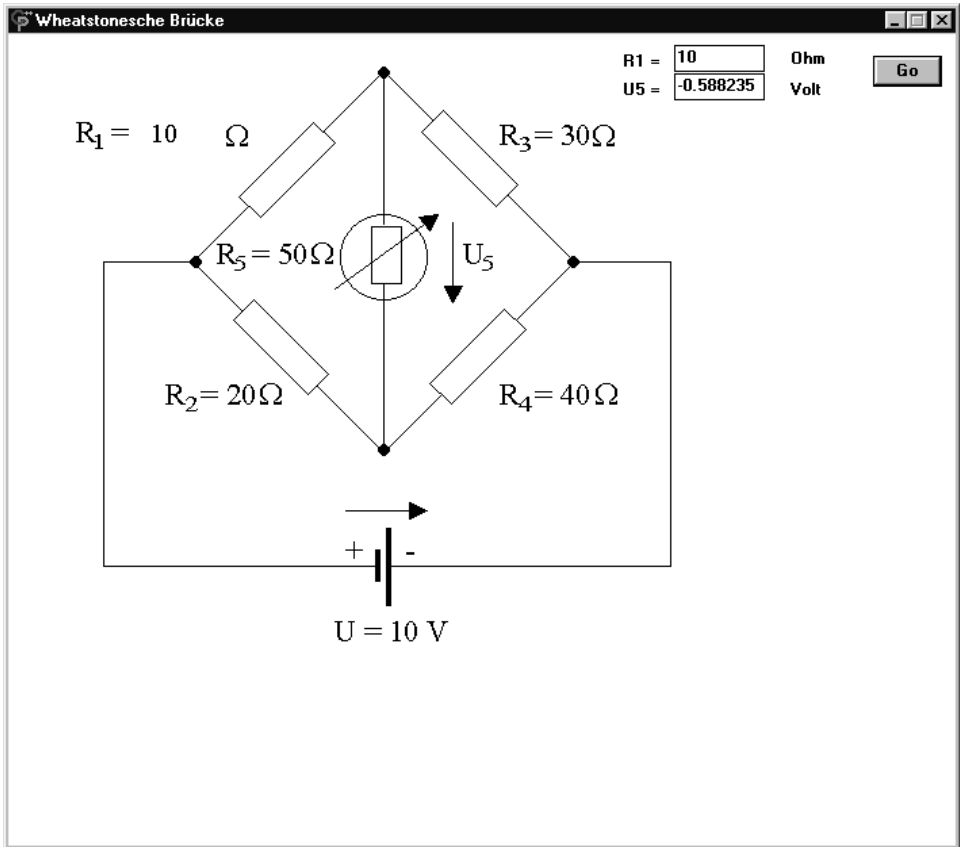 Wheatstonesche Brücke
R1 = 10 Ohm
Go
U5 = -0.588235 Volt
R₁ = 10 Ω
R₃ = 30Ω
R₅ = 50Ω
U₅
R₂ = 20Ω
R₄ = 40Ω
+ -
U = 10 V